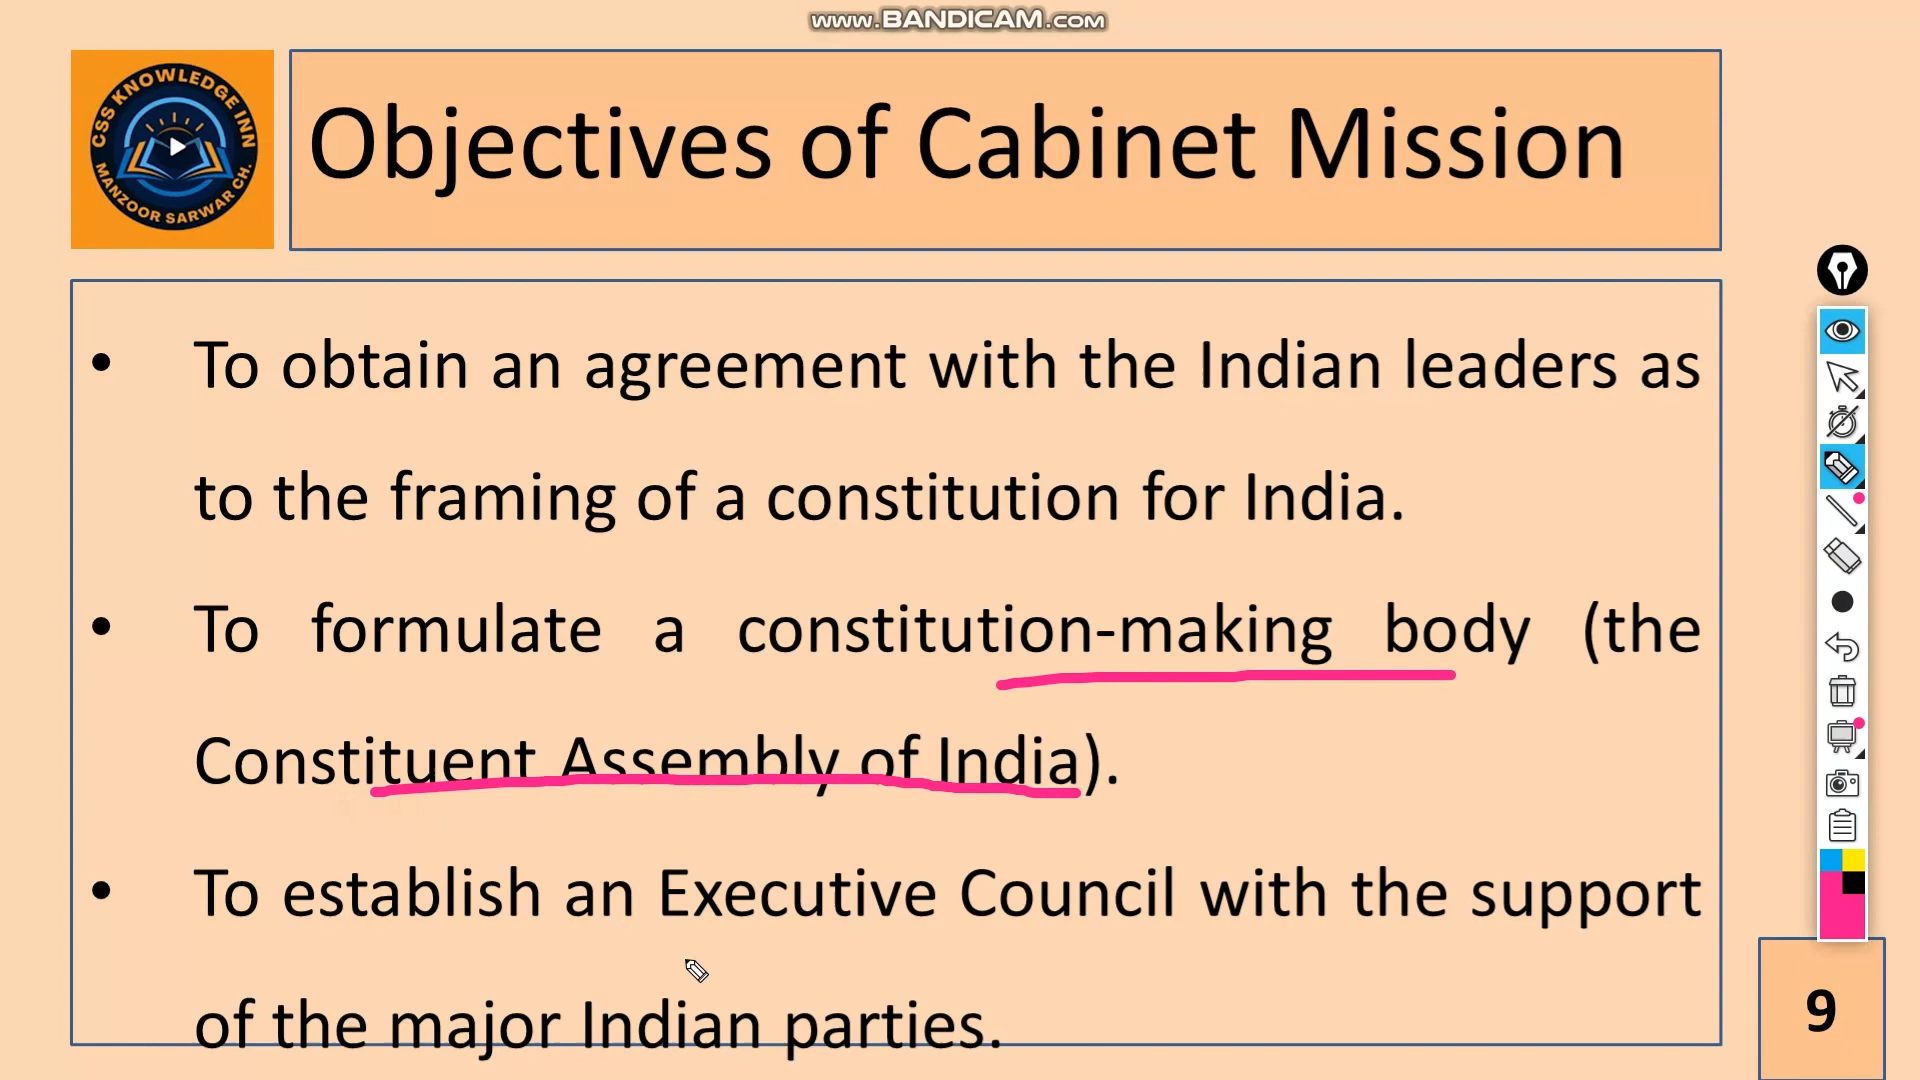 www.BANDICAM.com
CSS KNOWLEDGE INN
MANZOOR SARWAR CH.
Objectives of Cabinet Mission
• To obtain an agreement with the Indian leaders as
to the framing of a constitution for India.
• To formulate a constitution-making body (the
Constituent Assembly of India).
• To establish an Executive Council with the support
of the major Indian parties.
9